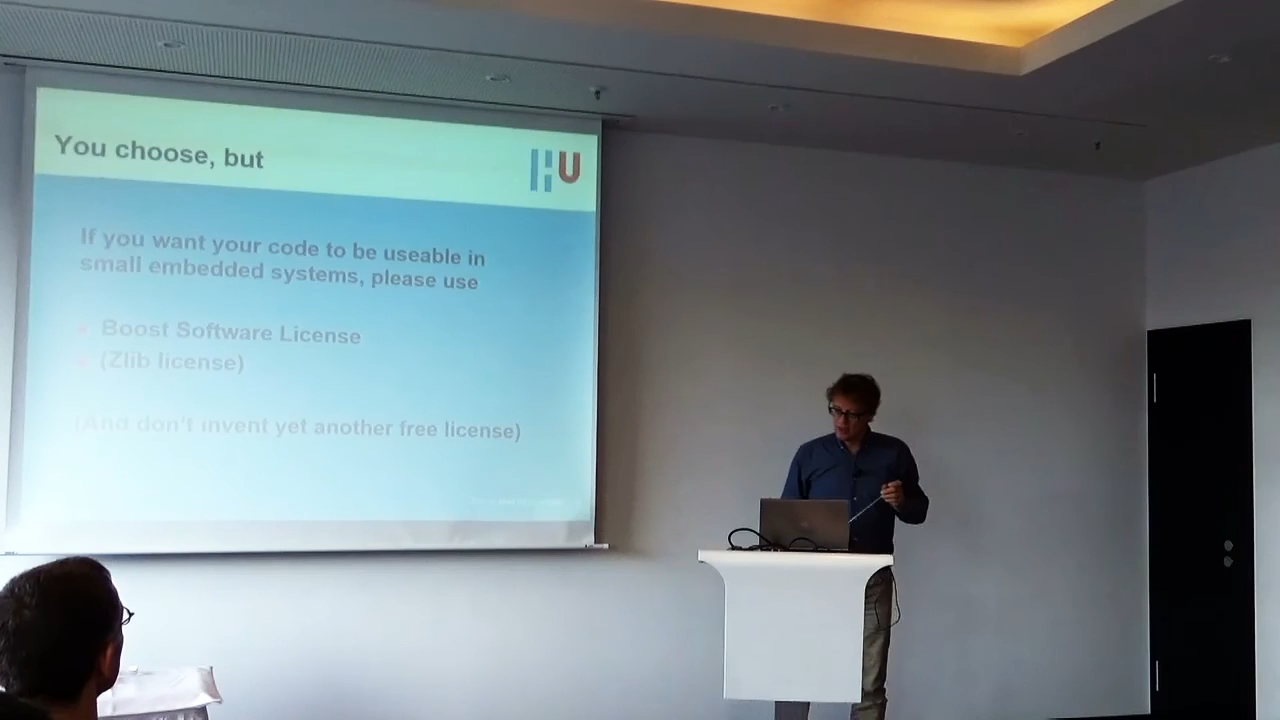 You choose, but
HU
If you want your code to be useable in
small embedded systems, please use
Boost Software License
(Zlib license)
(And don't invent yet another free license)